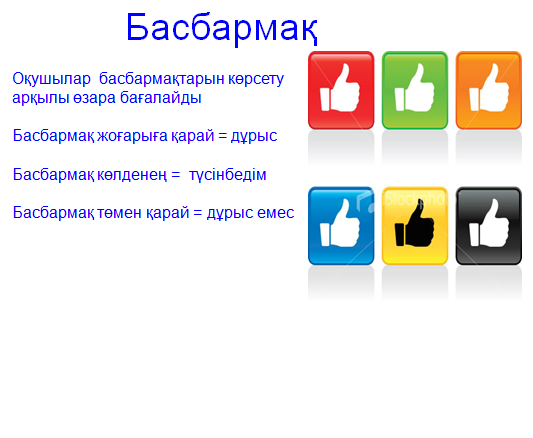 Басбармақ
Оқушылар басбармақтарын көрсету
арқылы өзара бағалайды
Басбармақ жоғарыға қарай = дұрыс
Басбармақ көлденең = түсінбедім
Басбармақ төмен қарай = дұрыс емес